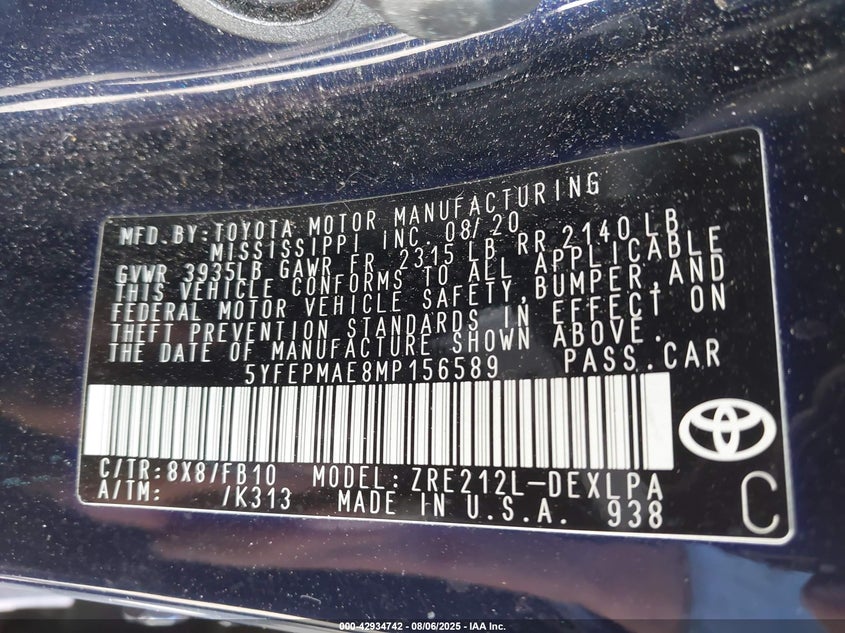 MFD.BY:TOYOTA MOTOR MANUFACTURING
MISSISSIPPI INC. 08/20
GVWR 3935LB GAWR FR 2315 LB RR 2140 LB
THIS VEHICLE CONFORMS TO ALL APPLICABLE
FEDERAL MOTOR VEHICLE SAFETY,BUMPER,AND
THEFT PREVENTION STANDARDS IN EFFECT ON
THE DATE OF MANUFACTURE SHOWN ABOVE.
5YFEPMAE8MP156589 PASS.CAR
C/TR:8X8/FB10 MODEL:ZRE212L-DEXLPA
A/TM: /K313 MADE IN U.S.A. 938
C
000-42934742 - 08/06/2025 - IAA Inc.